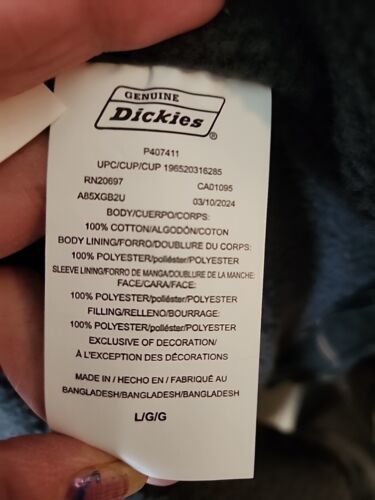 GENUINE
Dickies®
P407411
UPC/CUP/CUP 196520316285
RN20697 CA01095
A85XGB2U 03/10/2024
BODY/CUERPO/CORPS:
100% COTTON/ALGODÓN/COTON
BODY LINING/FORRO/DOUBLURE DU CORPS:
100% POLYESTER/poliéster/POLYESTER
SLEEVE LINING/FORRO DE MANGA/DOUBLURE DE LA MANCHE:
FACE/CARA/FACE:
100% POLYESTER/poliéster/POLYESTER
FILLING/RELLENO/BOURRAGE:
100% POLYESTER/poliéster/POLYESTER
EXCLUSIVE OF DECORATION/
À L'EXCEPTION DES DÉCORATIONS
MADE IN / HECHO EN / FABRIQUÉ AU
BANGLADESH/BANGLADESH/BANGLADESH
L/G/G